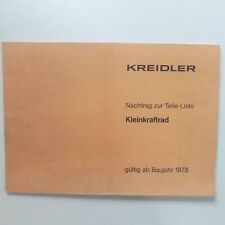 KREIDLER
Nachtrag zur Teile-Liste
Kleinkraftrad
gültig ab Baujahr 1978